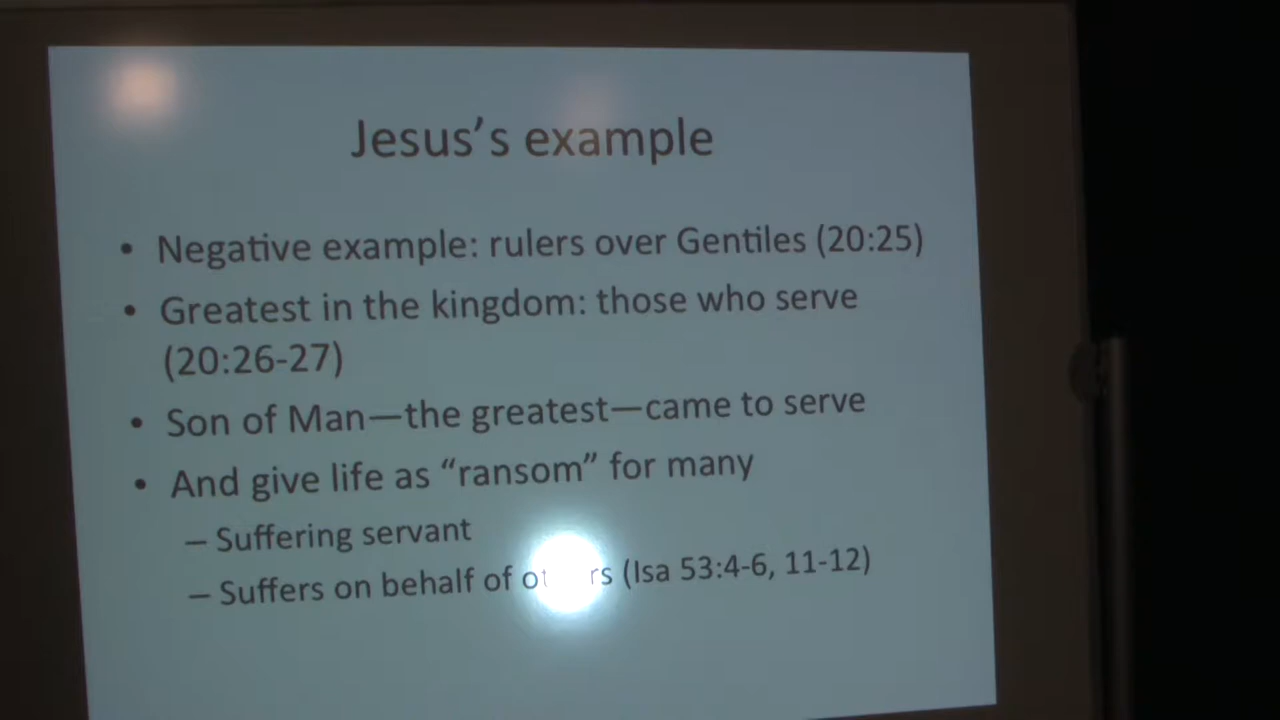 Jesus’s example
• Negative example: rulers over Gentiles (20:25)
• Greatest in the kingdom: those who serve
(20:26-27)
• Son of Man—the greatest—came to serve
• And give life as “ransom” for many
– Suffering servant
– Suffers on behalf of (Isa 53:4-6, 11-12)